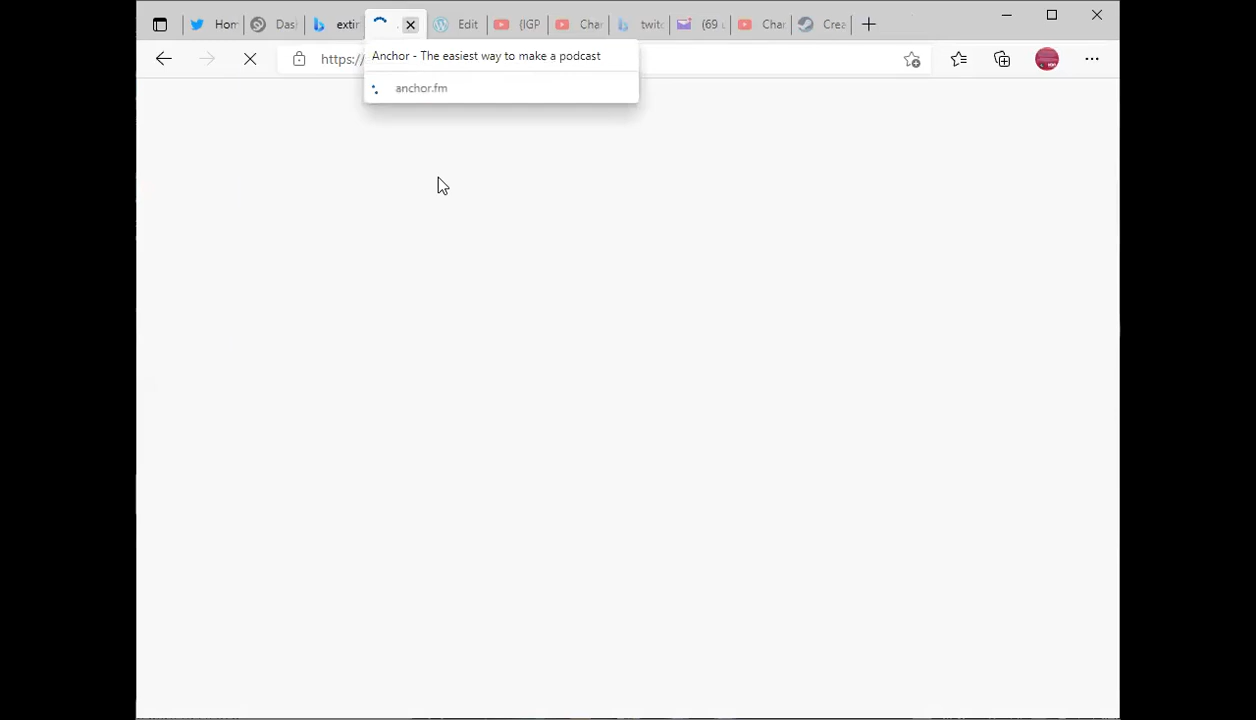 Hom
Das
extir
Edit
(IGP
Char
twitc
(69 u
Char
Crea
https://
Anchor - The easiest way to make a podcast
anchor.fm